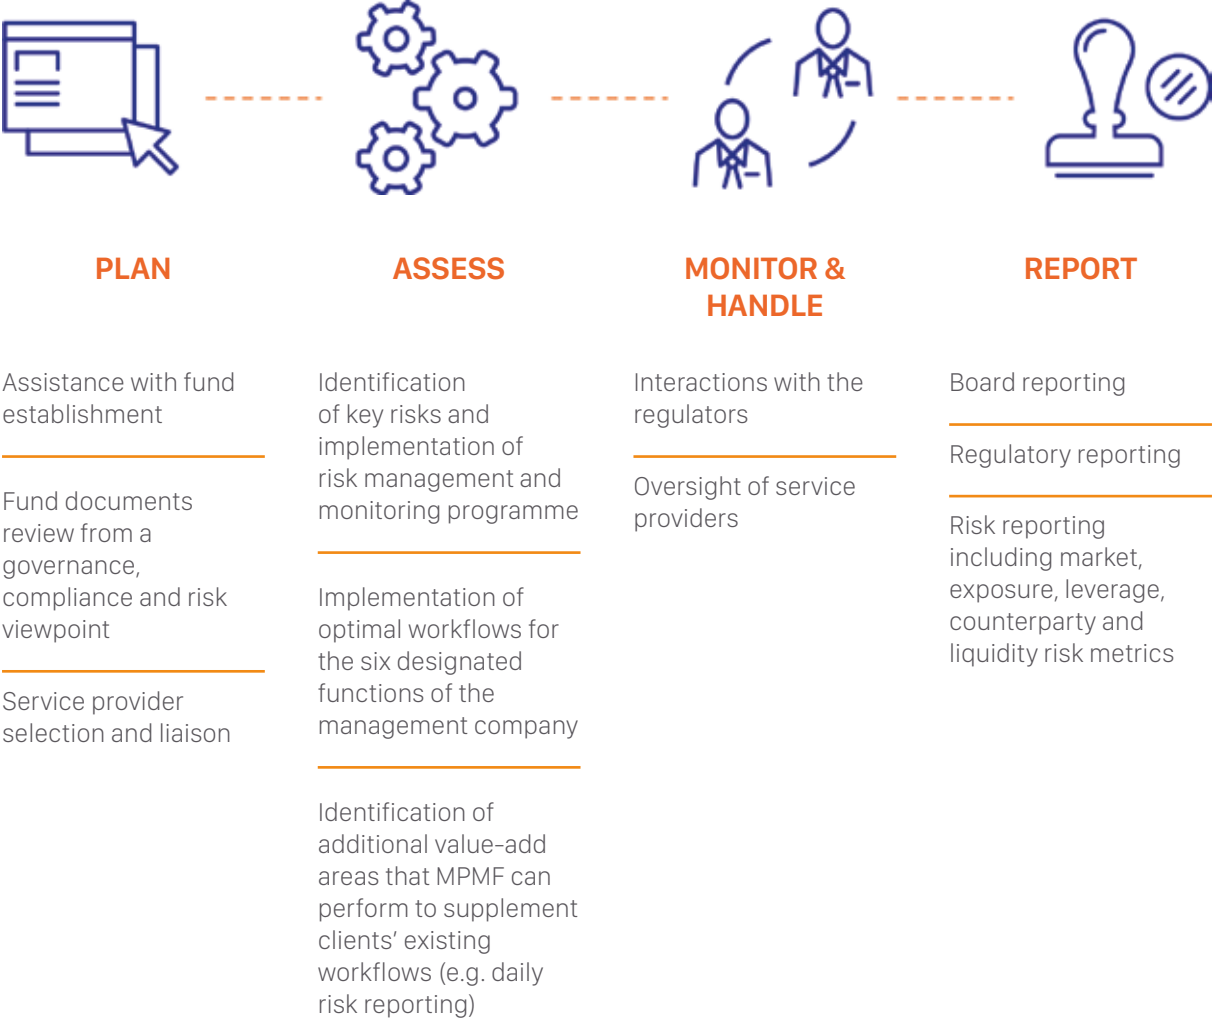 PLAN
Assistance with fund
establishment
Fund documents
review from a
governance,
compliance and risk
viewpoint
Service provider
selection and liaison
ASSESS
Identification
of key risks and
implementation of
risk management and
monitoring programme
Implementation of
optimal workflows for
the six designated
functions of the
management company
Identification of
additional value-add
areas that MPMF can
perform to supplement
clients’ existing
workflows (e.g. daily
risk reporting)
MONITOR &
HANDLE
Interactions with the
regulators
Oversight of service
providers
REPORT
Board reporting
Regulatory reporting
Risk reporting
including market,
exposure, leverage,
counterparty and
liquidity risk metrics